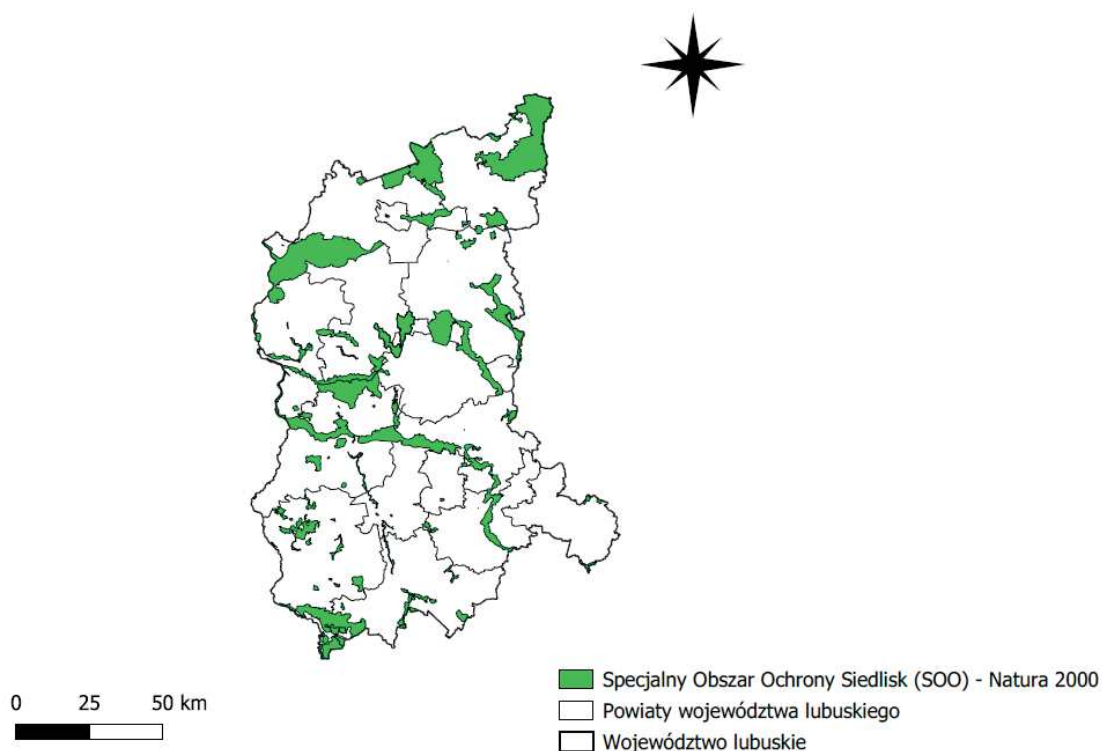 Specjalny Obszar Ochrony Siedlisk (SOO) - Natura 2000
0 25 50 km
Powiaty województwa lubuskiego
Województwo lubuskie